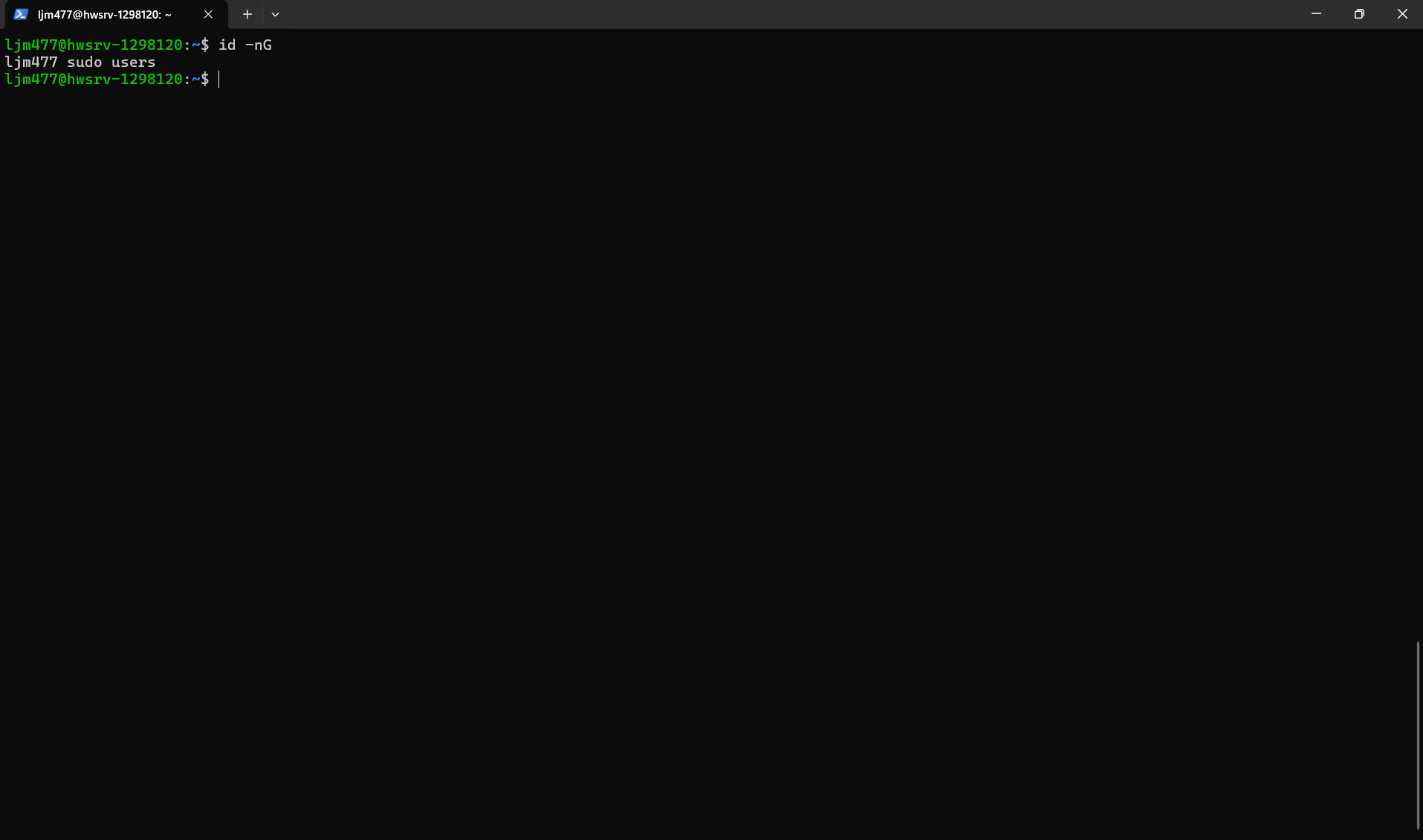 ljm477@hwsrv-1298120: ~
ljm477@hwsrv-1298120:~$ id -nG
ljm477 sudo users
ljm477@hwsrv-1298120:~$